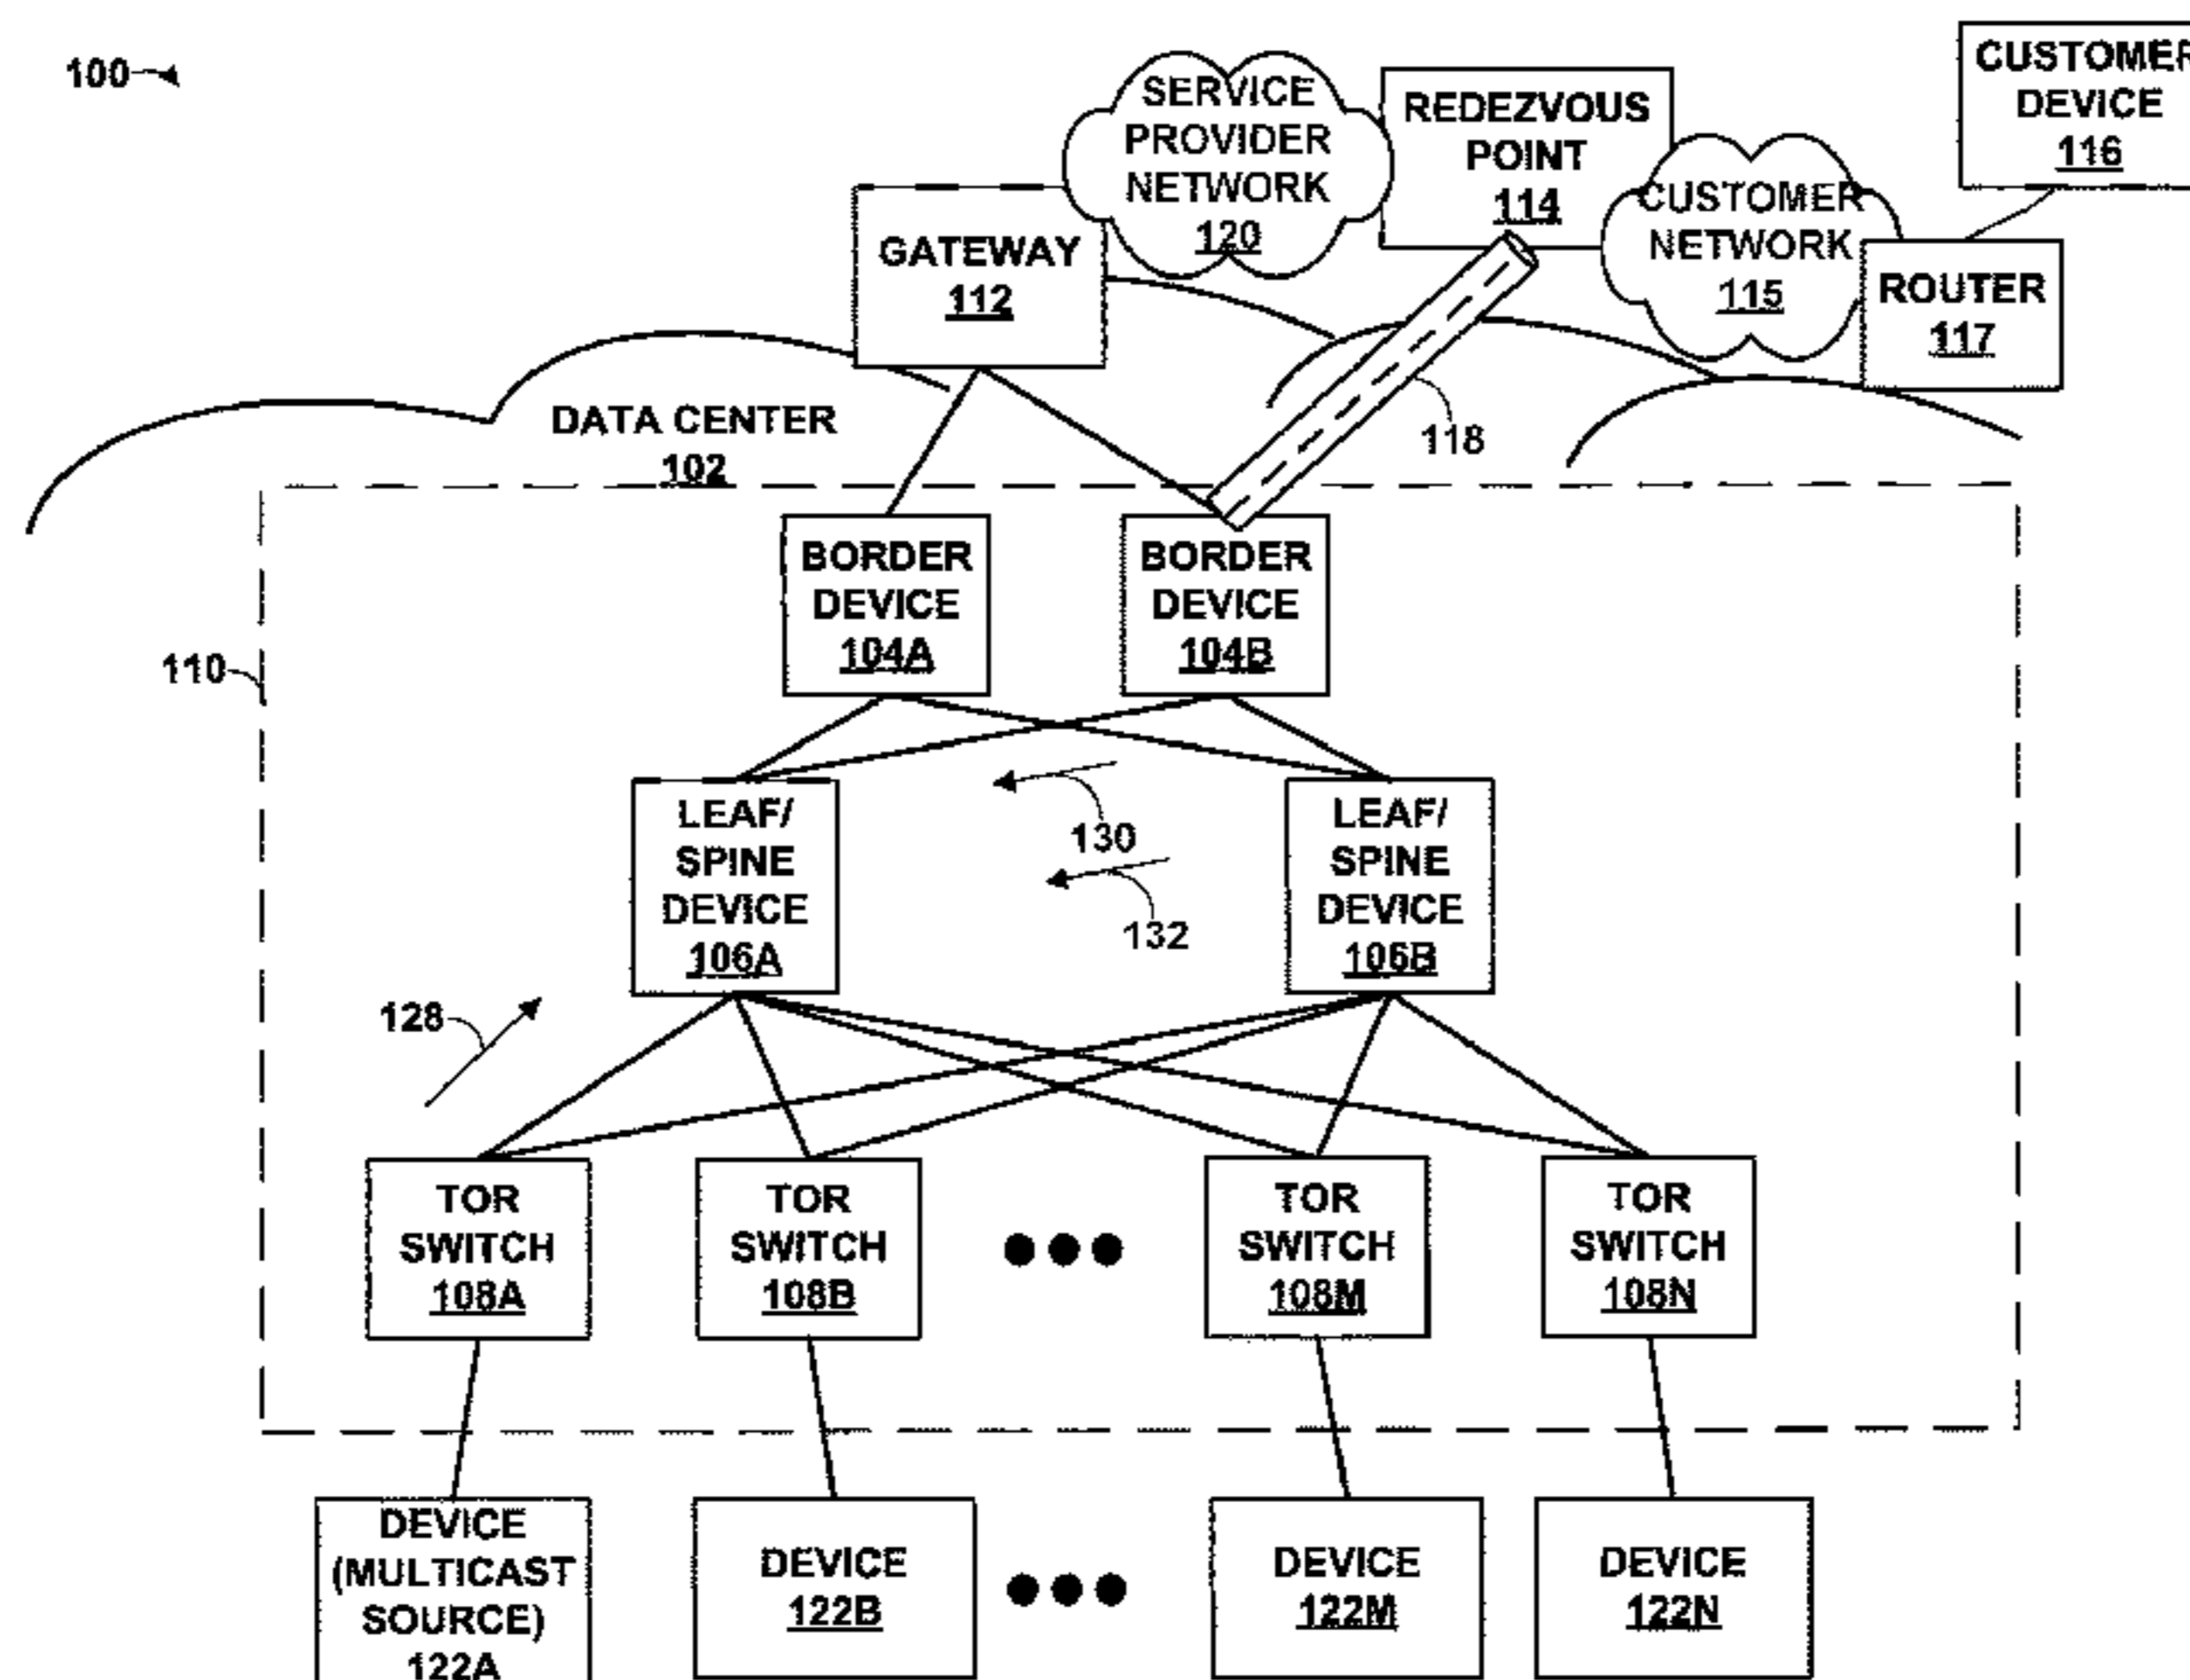 100
SERVICE
PROVIDER
NETWORK
120
REDEZVOUS
POINT
114
CUSTOMER
DEVICE
116
CUSTOMER
NETWORK
115
ROUTER
117
GATEWAY
112
DATA CENTER
102
118
110
BORDER
DEVICE
104A
BORDER
DEVICE
104B
LEAF/
SPINE
DEVICE
106A
130
132
LEAF/
SPINE
DEVICE
106B
128
TOR
SWITCH
108A
TOR
SWITCH
108B
TOR
SWITCH
108M
TOR
SWITCH
108N
DEVICE
(MULTICAST
SOURCE)
122A
DEVICE
122B
DEVICE
122M
DEVICE
122N